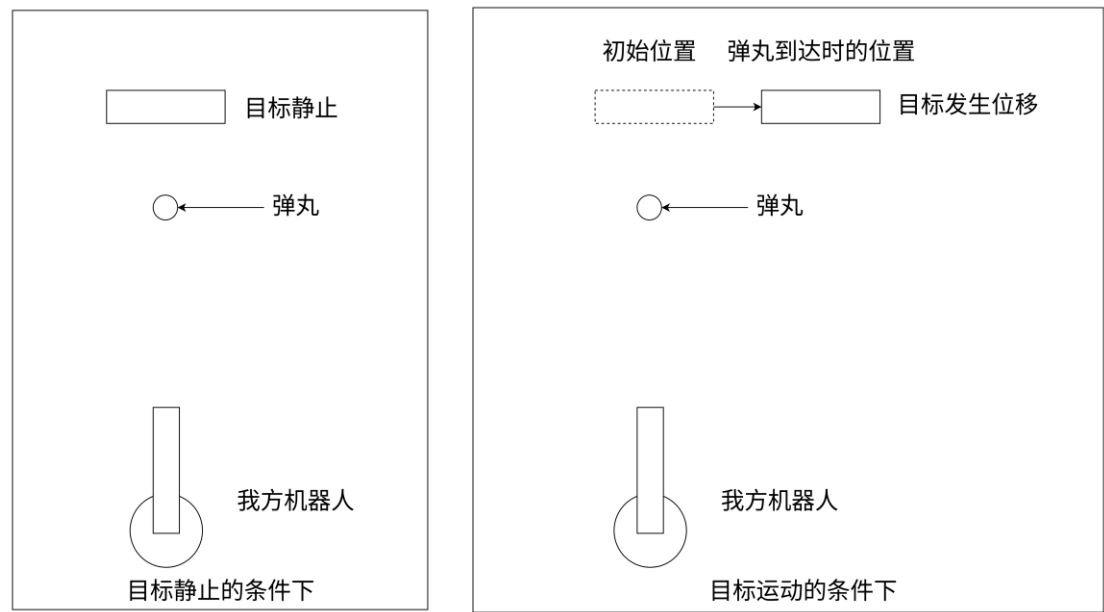 目标静止
弹丸
我方机器人
目标静止的条件下
初始位置
弹丸到达时的位置
目标发生位移
弹丸
我方机器人
目标运动的条件下